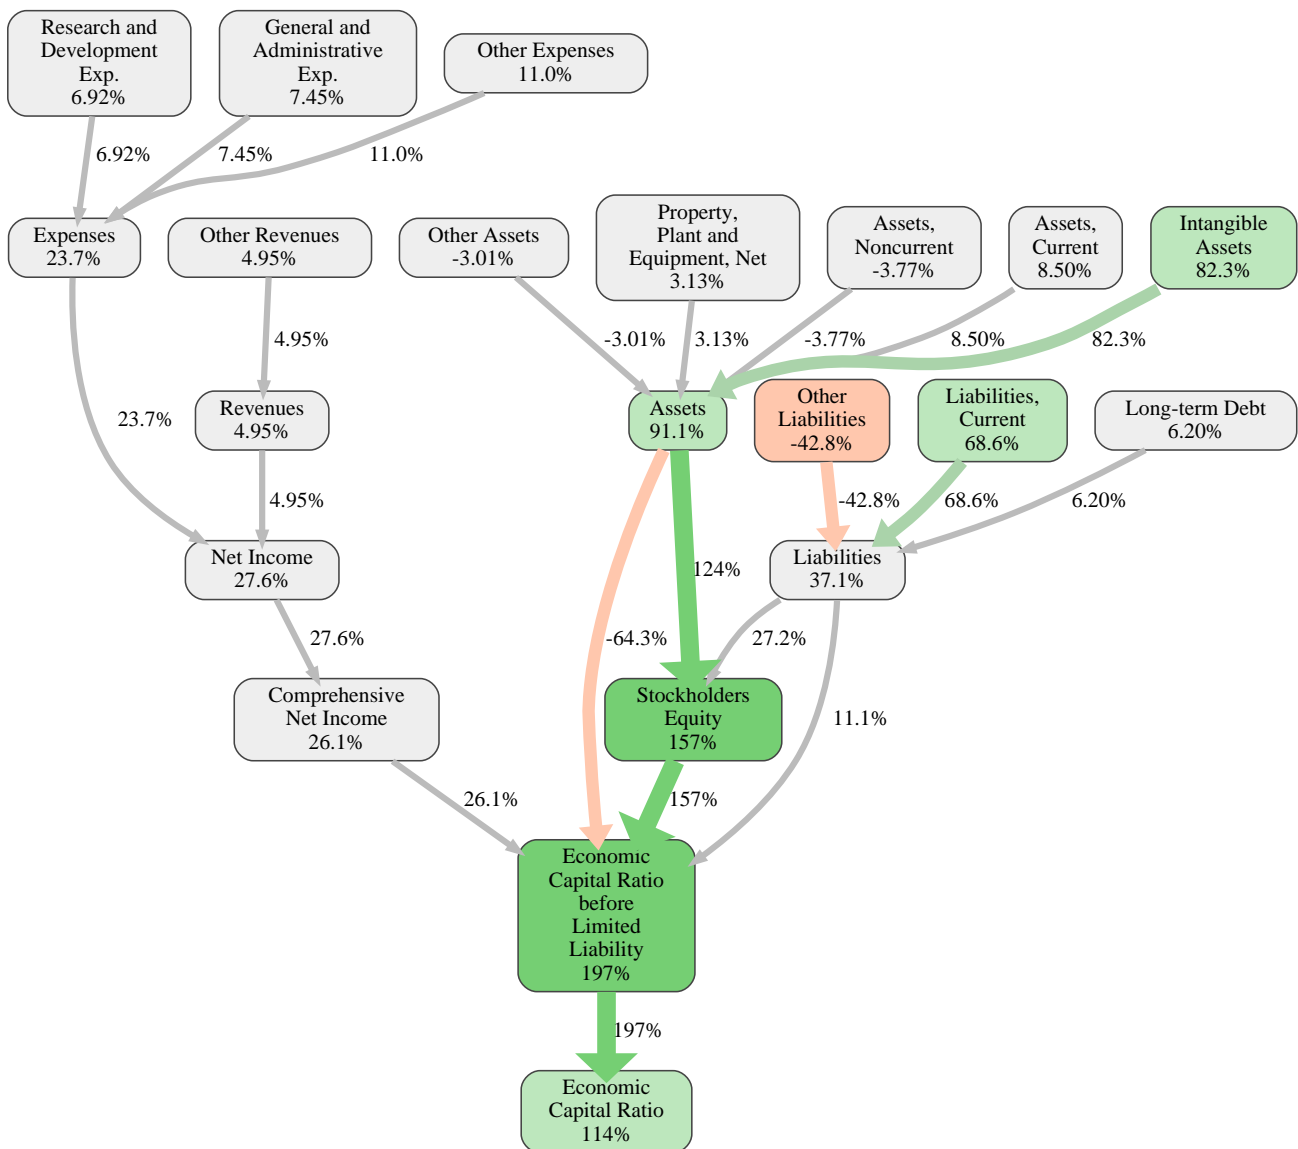 Research and
Development
Exp.
6.92%
General and
Administrative
Exp.
7.45%
Other Expenses
11.0%
6.92%
7.45%
11.0%
Expenses
23.7%
Other Revenues
4.95%
Other Assets
-3.01%
Property,
Plant and
Equipment, Net
3.13%
Assets,
Noncurrent
-3.77%
Assets,
Current
8.50%
Intangible
Assets
82.3%
4.95%
-3.01%
3.13%
-3.77%
8.50%
82.3%
23.7%
Revenues
4.95%
Assets
91.1%
Other
Liabilities
-42.8%
Liabilities,
Current
68.6%
Long-term Debt
6.20%
4.95%
-42.8%
68.6%
6.20%
Net Income
27.6%
124%
Liabilities
37.1%
27.6%
-64.3%
27.2%
Comprehensive
Net Income
26.1%
Stockholders
Equity
157%
11.1%
26.1%
157%
Economic
Capital Ratio
before
Limited
Liability
197%
197%
Economic
Capital Ratio
114%